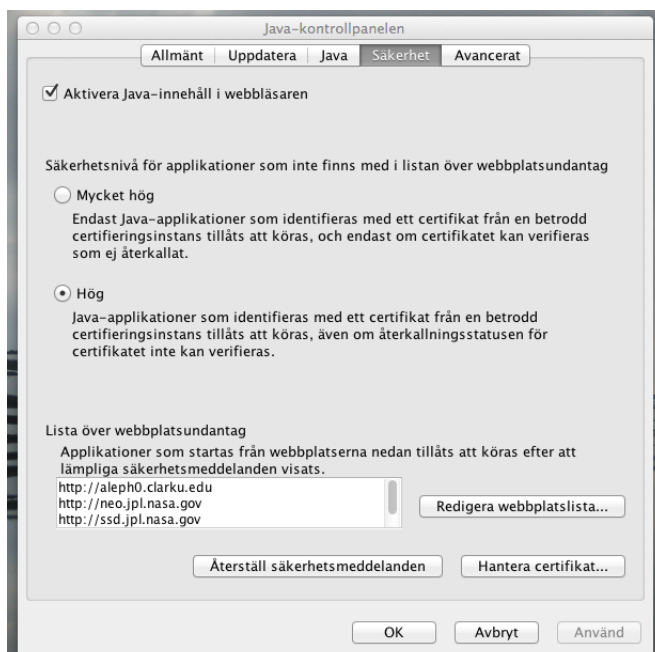 Java-kontrollpanelen
Allmänt Uppdatera Java Säkerhet Avancerat
Aktivera Java-innehåll i webbläsaren
Säkerhetsnivå för applikationer som inte finns med i listan över webbplatsundantag
Mycket hög
Endast Java-applikationer som identifieras med ett certifikat från en betrodd
certifieringsinstans tillåts att köras, och endast om certifikatet kan verifieras
som ej återkallat.
Hög
Java-applikationer som identifieras med ett certifikat från en betrodd
certifieringsinstans tillåts att köras, även om återkallningsstatusen för
certifikatet inte kan verifieras.
Lista över webbplatsundantag
Applikationer som startas från webbplatserna nedan tillåts att köras efter att
lämpliga säkerhetsmeddelanden visats.
http://aleph0.clarku.edu
http://neo.jpl.nasa.gov
http://ssd.jpl.nasa.gov
Redigera webbplatslista...
Återställ säkerhetsmeddelanden Hantera certifikat...
OK Avbryt Använd